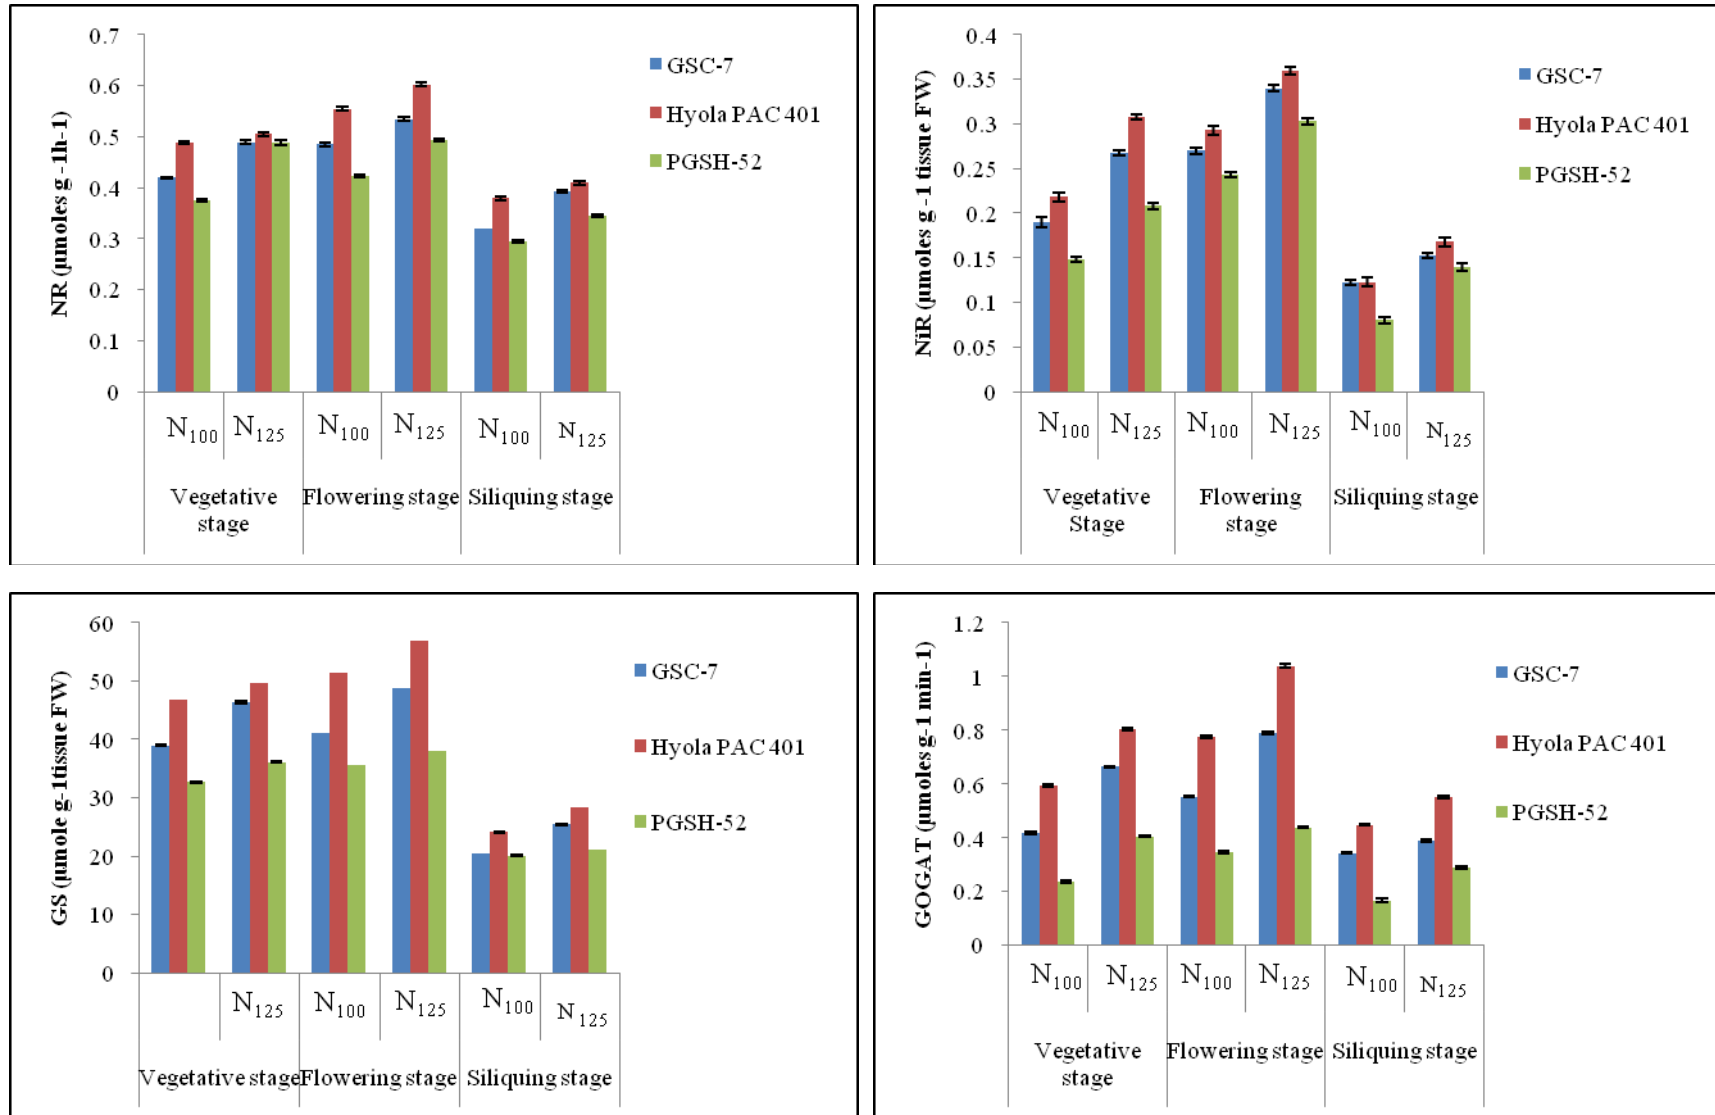 NR (µmoles g -1h-1)
0.7
0.6
0.5
0.4
0.3
0.2
0.1
0
GSC-7
Hyola PAC 401
PGSH-52
N100 N125 N100 N125 N100 N125
Vegetative stage
Flowering stage
Siliquing stage
NiR (µmoles g -1 tissue FW)
0.4
0.35
0.3
0.25
0.2
0.15
0.1
0.05
0
GSC-7
Hyola PAC 401
PGSH-52
N100 N125 N100 N125 N100 N125
Vegetative
Stage
Flowering
stage
Siliquing stage
GS (µmole g-1tissue FW)
60
50
40
30
20
10
0
GSC-7
Hyola PAC 401
PGSH-52
N125 N100 N125 N100 N125
Vegetative stage
Flowering stage
Siliquing stage
GOGAT (µmoles g-1 min-1)
1.2
1
0.8
0.6
0.4
0.2
0
GSC-7
Hyola PAC 401
PGSH-52
N100 N125 N100 N125 N100 N125
Vegetative
stage
Flowering stage
Siliquing stage